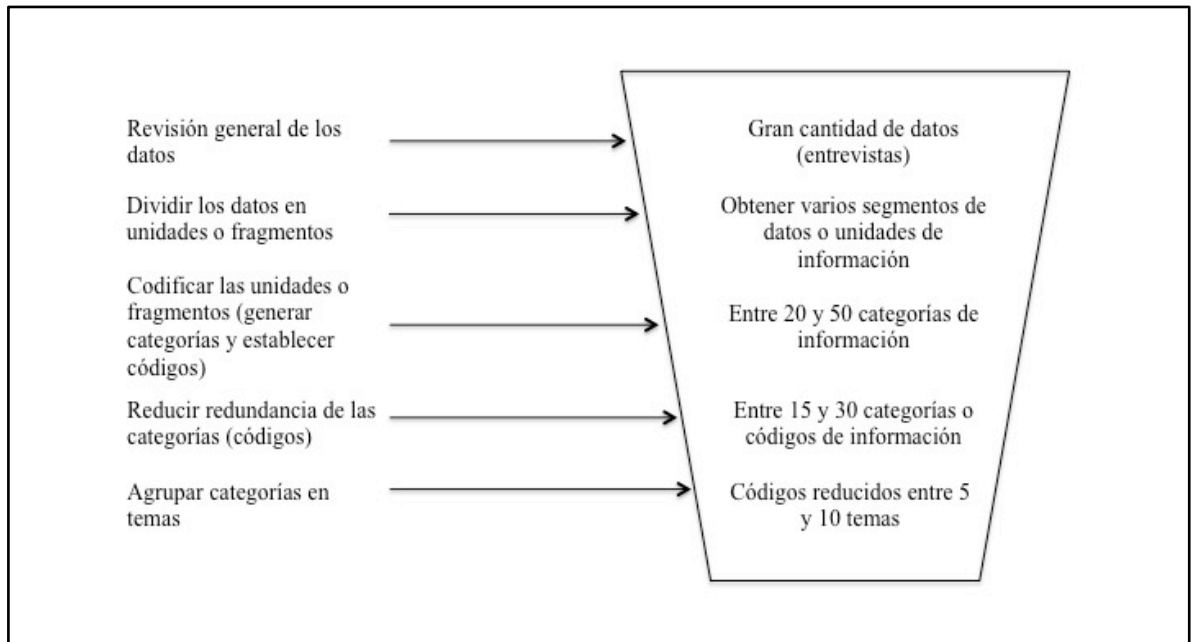 Revisión general de los
datos
Gran cantidad de datos
(entrevistas)
Dividir los datos en
unidades o fragmentos
Obtener varios segmentos de
datos o unidades de
información
Codificar las unidades o
fragmentos (generar
categorías y establecer
códigos)
Entre 20 y 50 categorías de
información
Reducir redundancia de las
categorías (códigos)
Entre 15 y 30 categorías o
códigos de información
Agrupar categorías en
temas
Códigos reducidos entre 5
y 10 temas